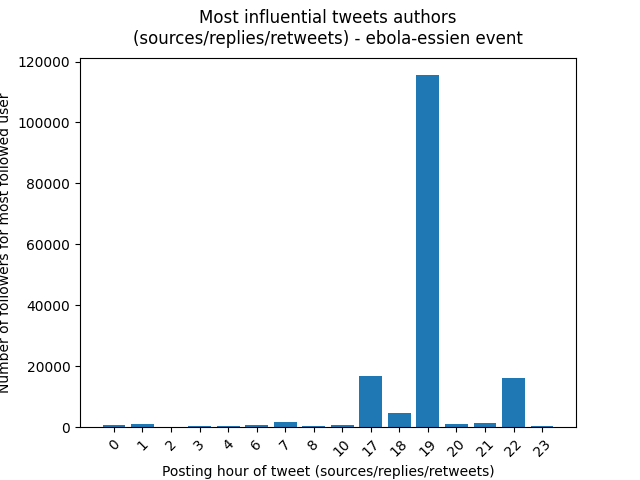 Most influential tweets authors
(sources/replies/retweets) - ebola-essien event
Number of followers for most followed user
120000
100000
80000
60000
40000
20000
0
0 1 2 3 4 6 7 8 10 17 18 19 20 21 22 23
Posting hour of tweet (sources/replies/retweets)